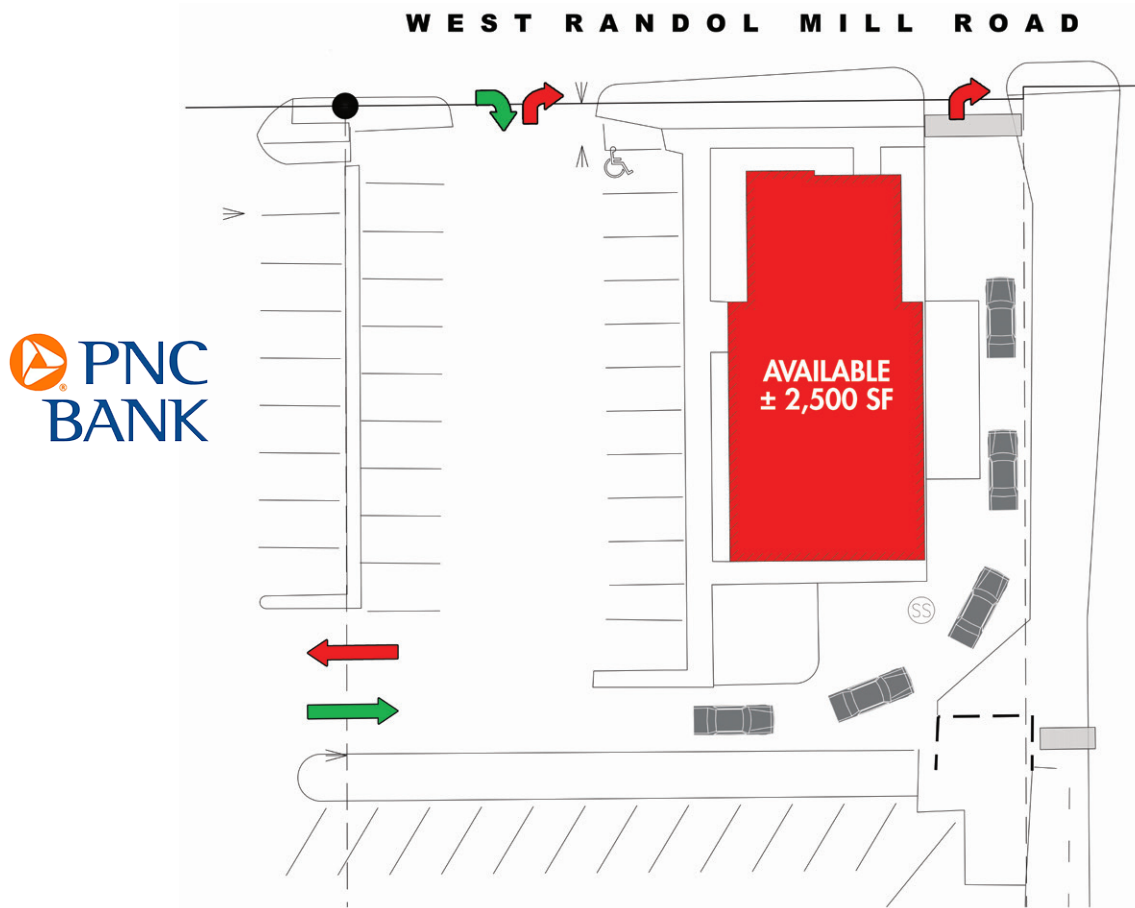 WEST RANDOL MILL ROAD
PNC
BANK
®
AVAILABLE
± 2,500 SF
SS